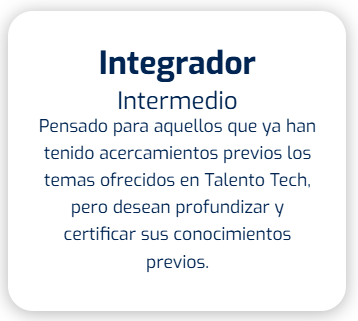 Integrador
Intermedio
Pensado para aquellos que ya han
tenido acercamientos previos los
temas ofrecidos en Talento Tech,
pero desean profundizar y
certificar sus conocimientos
previos.